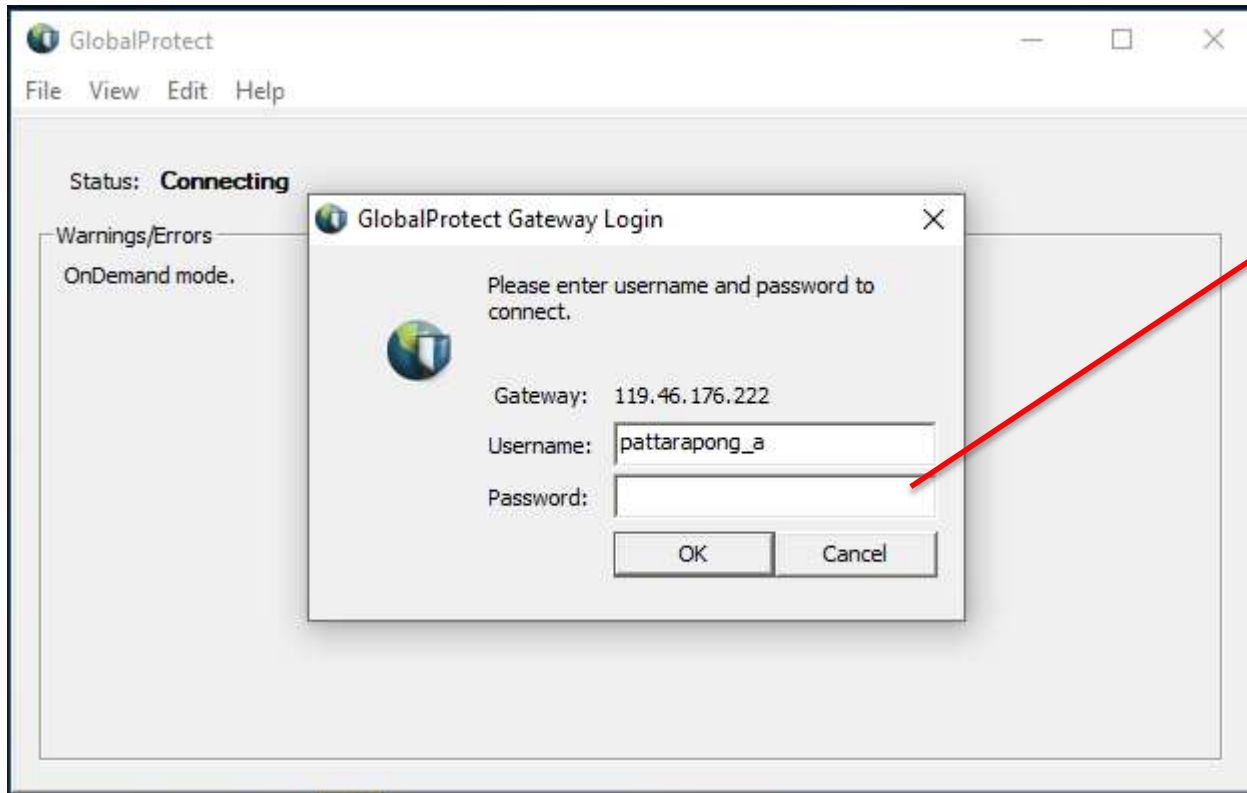 GlobalProtect
File View Edit Help
Status: Connecting
Warnings/Errors
OnDemand mode.
GlobalProtect Gateway Login
Please enter username and password to
connect.
Gateway: 119.46.176.222
Username: pattarapong_a
Password:
OK Cancel